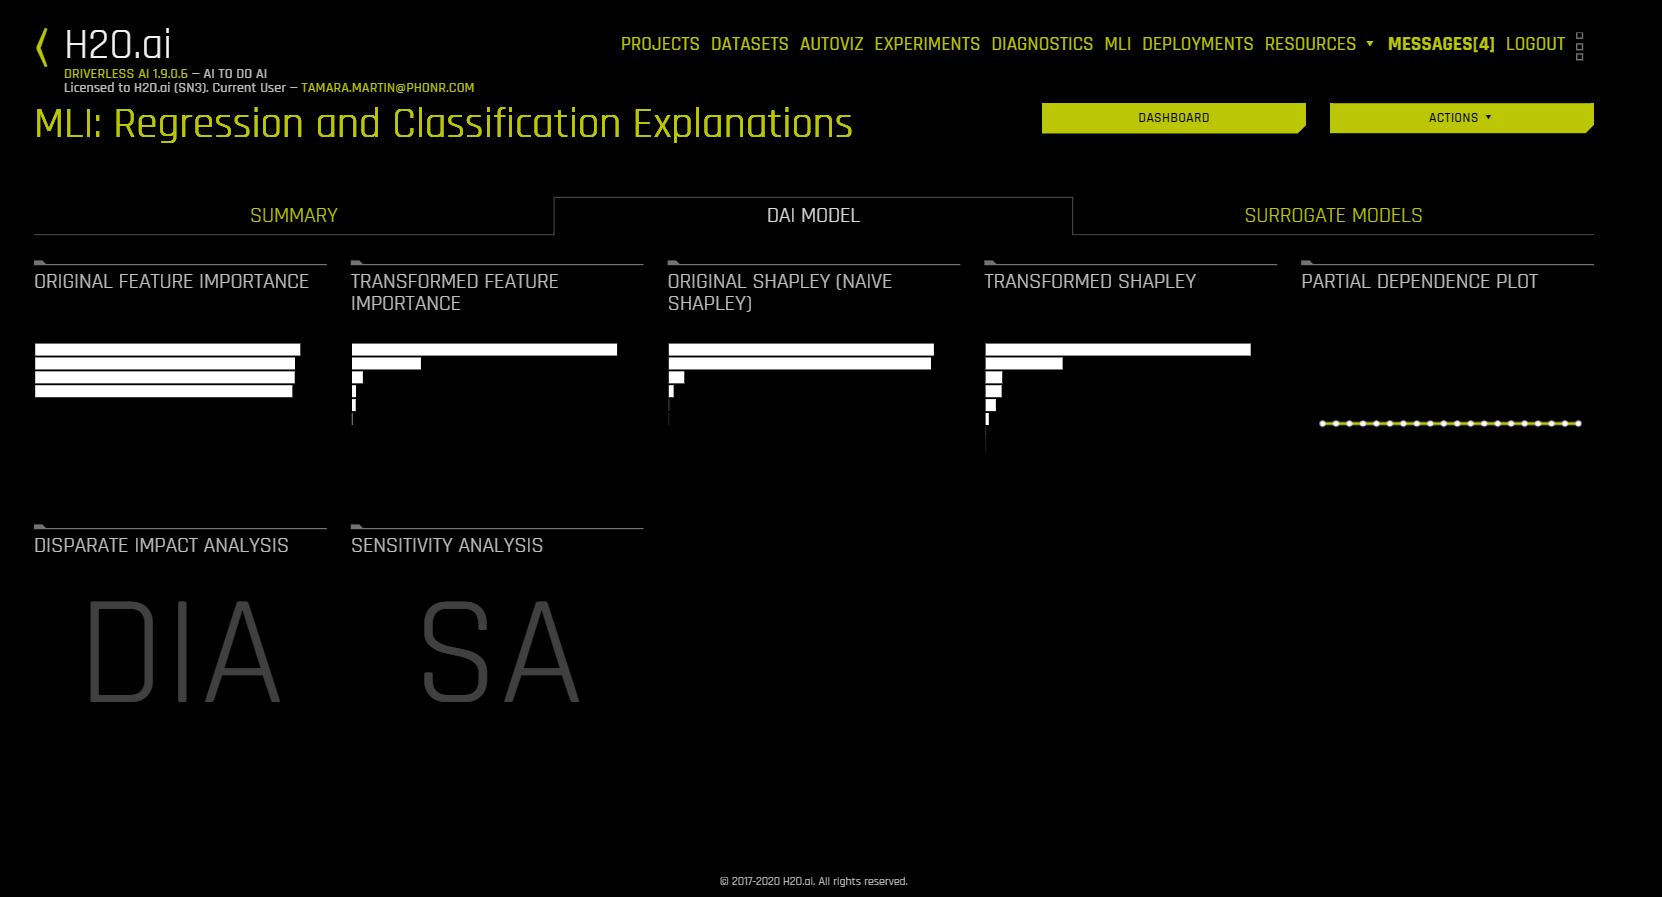 H2O.ai
PROJECTS DATASETS AUTOVIZ EXPERIMENTS DIAGNOSTICS MLI DEPLOYMENTS RESOURCES MESSAGES[4] LOGOUT
DRIVERLESS AI 1.9.0.6 – AI TO DO AI
Licensed to H2O.ai (SN3). Current User – TAMARA.MARTIN@PHONR.COM
MLI: Regression and Classification Explanations
DASHBOARD
ACTIONS
SUMMARY
DAI MODEL
SURROGATE MODELS
ORIGINAL FEATURE IMPORTANCE
TRANSFORMED FEATURE
IMPORTANCE
ORIGINAL SHAPLEY (NAIVE
SHAPLEY)
TRANSFORMED SHAPLEY
PARTIAL DEPENDENCE PLOT
DISPARATE IMPACT ANALYSIS
SENSITIVITY ANALYSIS
DIA
SA
© 2017-2020 H2O.ai. All rights reserved.